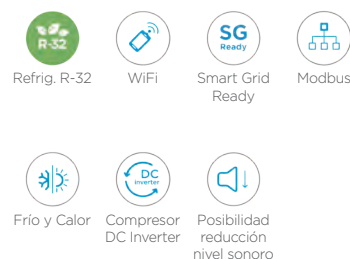 R-32
SG
Ready
Refrig. R-32
WiFi
Smart Grid
Ready
Modbus
DC
Inverter
Frío y Calor
Compresor
DC Inverter
Posibilidad
reducción
nivel sonoro